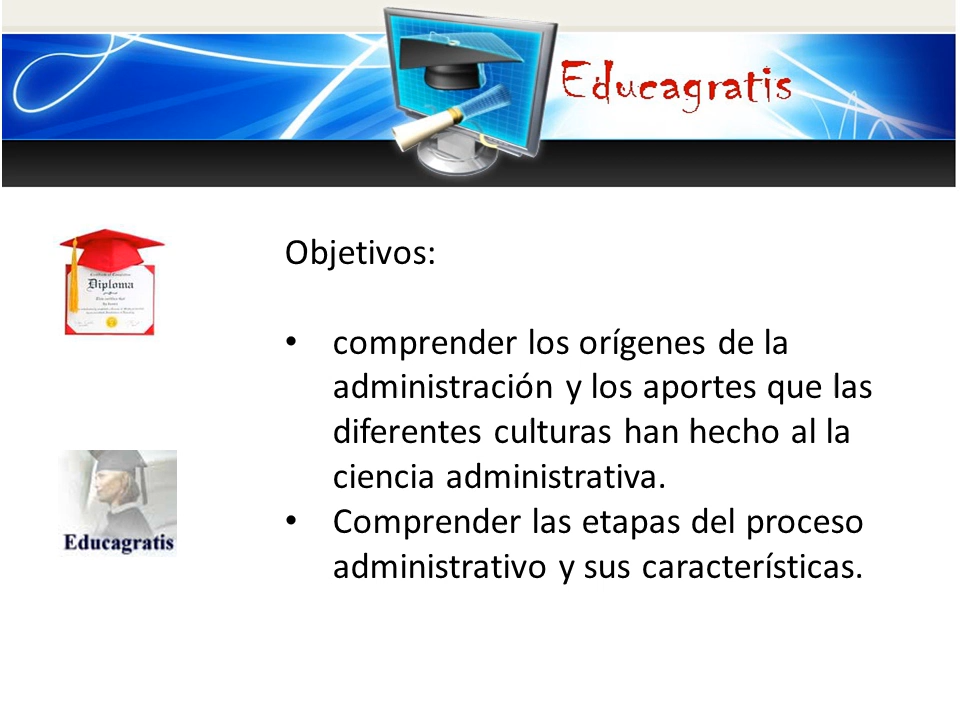 Educagratis
Diploma
Objetivos:
• comprender los orígenes de la
administración y los aportes que las
diferentes culturas han hecho al la
ciencia administrativa.
• Comprender las etapas del proceso
administrativo y sus características.
Educagratis